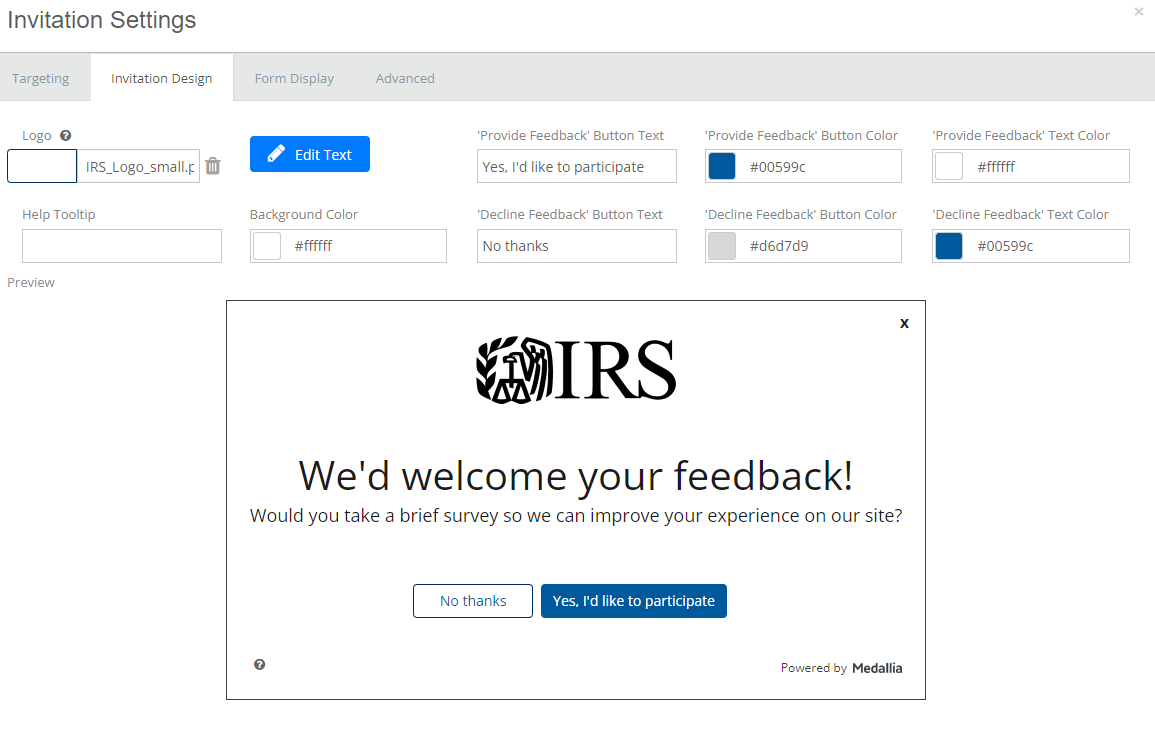 Invitation Settings ×
Targeting Invitation Design Form Display Advanced
Logo ? 'Provide Feedback' Button Text 'Provide Feedback' Button Color 'Provide Feedback' Text Color
IRS_Logo_small.p Edit Text Yes, I'd like to participate #00599c #ffffff
Help Tooltip Background Color 'Decline Feedback' Button Text 'Decline Feedback' Button Color 'Decline Feedback' Text Color
#ffffff No thanks #d6d7d9 #00599c
Preview
X
IRS
We'd welcome your feedback!
Would you take a brief survey so we can improve your experience on our site?
No thanks Yes, I'd like to participate
? Powered by Medallia